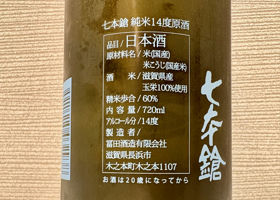 七本鎗 純米14度原酒
品目 日本酒
原材料名 米(国産)
米こうじ(国産米)
酒米 滋賀県産
玉栄100%使用
精米歩合 60%
内容量 720ml
アルコール分 14度
製造者
冨田酒造有限会社
滋賀県長浜市
木之本町木之本1107
お酒は20歳になってから
七本鎗